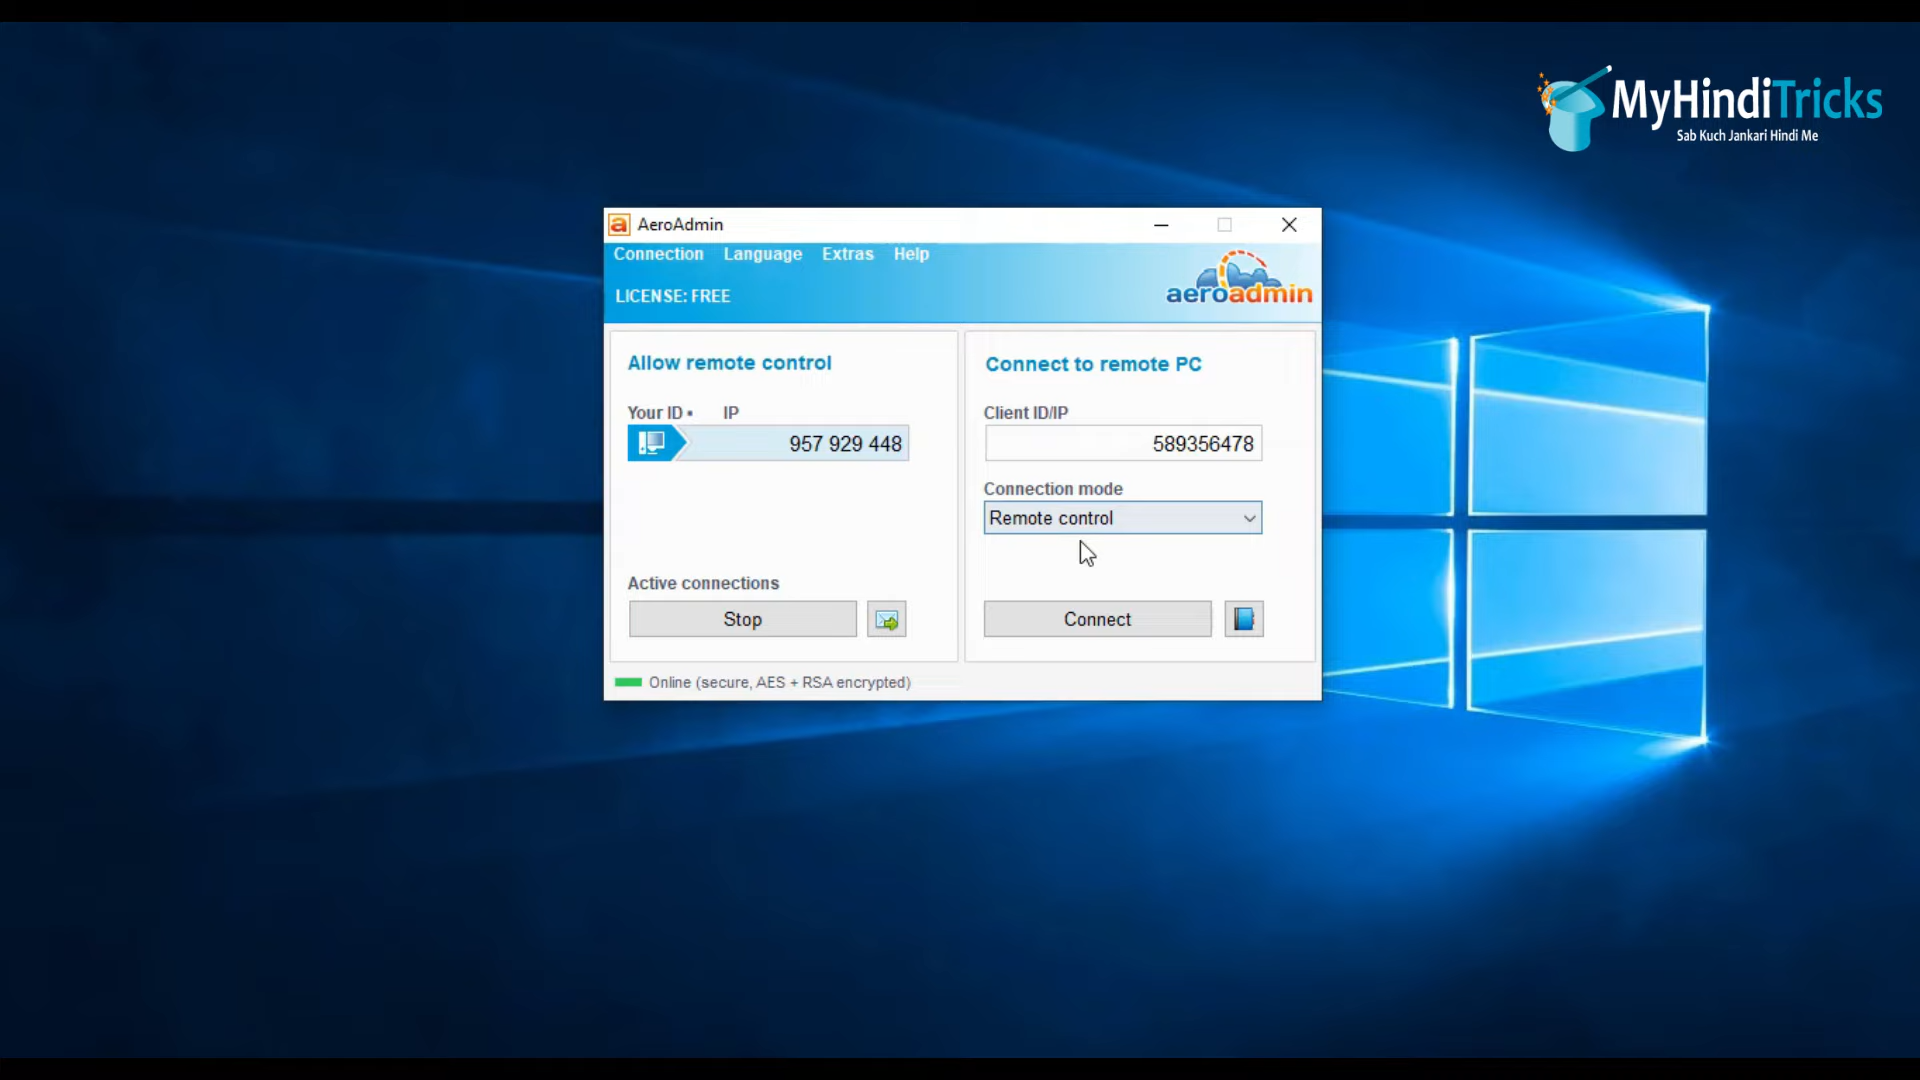 MyHindiTricks
Sab Kuch Jankari Hindi Me
a AeroAdmin
Connection Language Extras Help
LICENSE: FREE
aeroadmin
Allow remote control
Your ID IP
957 929 448
Active connections
Stop
Connect to remote PC
Client ID/IP
589356478
Connection mode
Remote control
Connect
Online (secure, AES + RSA encrypted)